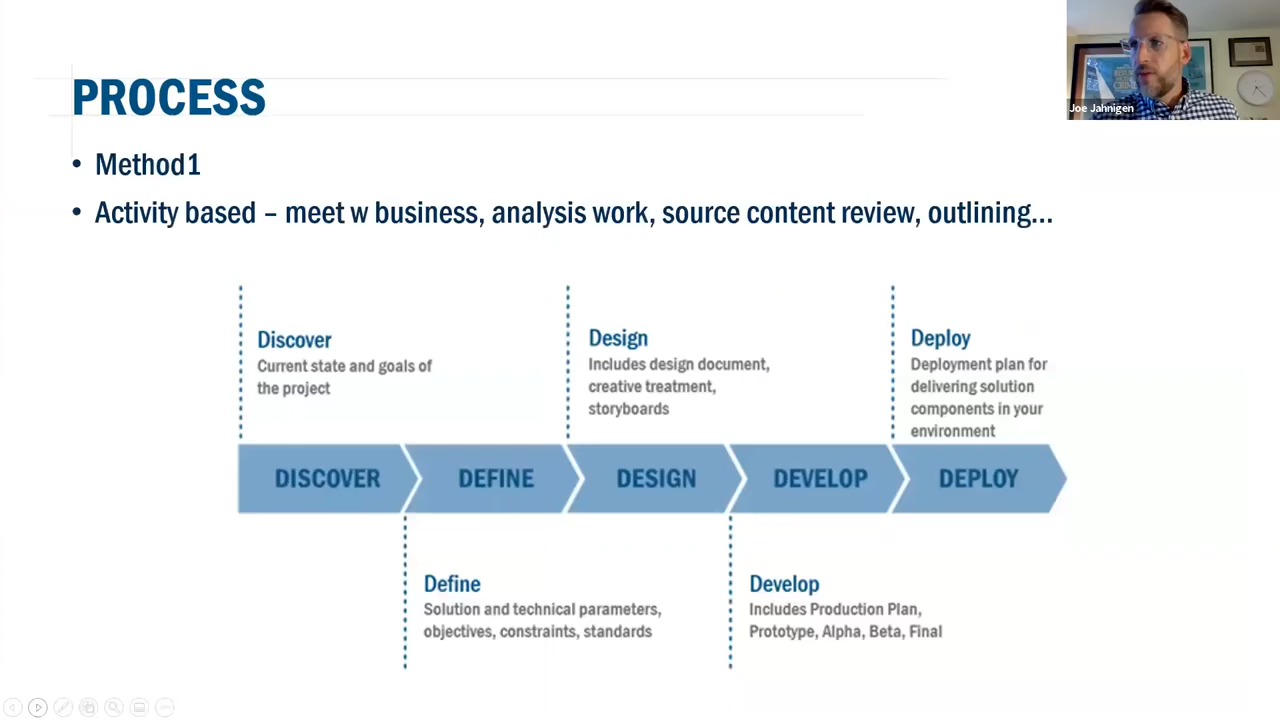 PROCESS
Joe Jahnigen
• Method1
• Activity based – meet w business, analysis work, source content review, outlining...
Discover
Current state and goals of
the project
Design
Includes design document,
creative treatment,
storyboards
Deploy
Deployment plan for
delivering solution
components in your
environment
DISCOVER
DEFINE
DESIGN
DEVELOP
DEPLOY
Define
Solution and technical parameters,
objectives, constraints, standards
Develop
Includes Production Plan,
Prototype, Alpha, Beta, Final